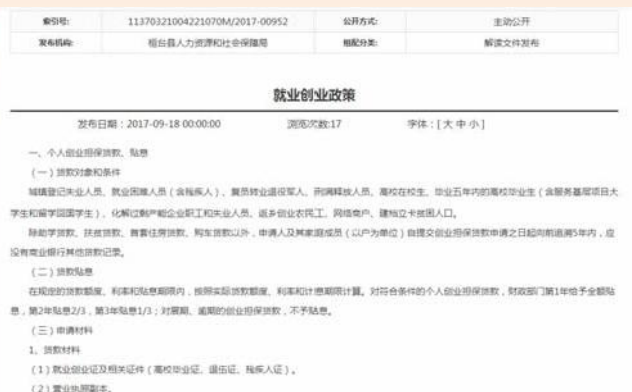 索引号: 11370321004221070M/2017-00952 公开方式: 主动公开
发布机构: 桓台县人力资源和社会保障局 组配分类: 解读文件发布
就业创业政策
发布日期：2017-09-18 00:00:00 浏览次数:17 字体：[ 大 中 小 ]
一、个人创业担保贷款、贴息
（一）贷款对象和条件
城镇登记失业人员、就业困难人员（含残疾人）、复员转业退役军人、刑满释放人员、高校在校生、毕业五年内的高校毕业生（含服务基层项目大
学生和留学回国学生）、化解过剩产能企业职工和失业人员、返乡创业农民工、网络商户、建档立卡贫困人口。
除助学贷款、扶贫贷款、首套住房贷款、购车贷款以外，申请人及其家庭成员（以户为单位）自提交创业担保贷款申请之日起向前追溯5年内，应
没有商业银行其他贷款记录。
（二）贷款贴息
在规定的贷款额度、利率和贴息期限内，按照实际贷款额度、利率和计息期限计算。对符合条件的个人创业担保贷款，财政部门第1年给予全额贴
息，第2年贴息2/3，第3年贴息1/3；对展期、逾期的创业担保贷款，不予贴息。
（三）申请材料
1、贷款材料
（1）就业创业证及相关证件（高校毕业证、退伍证、残疾人证）。
（2）营业执照副本。